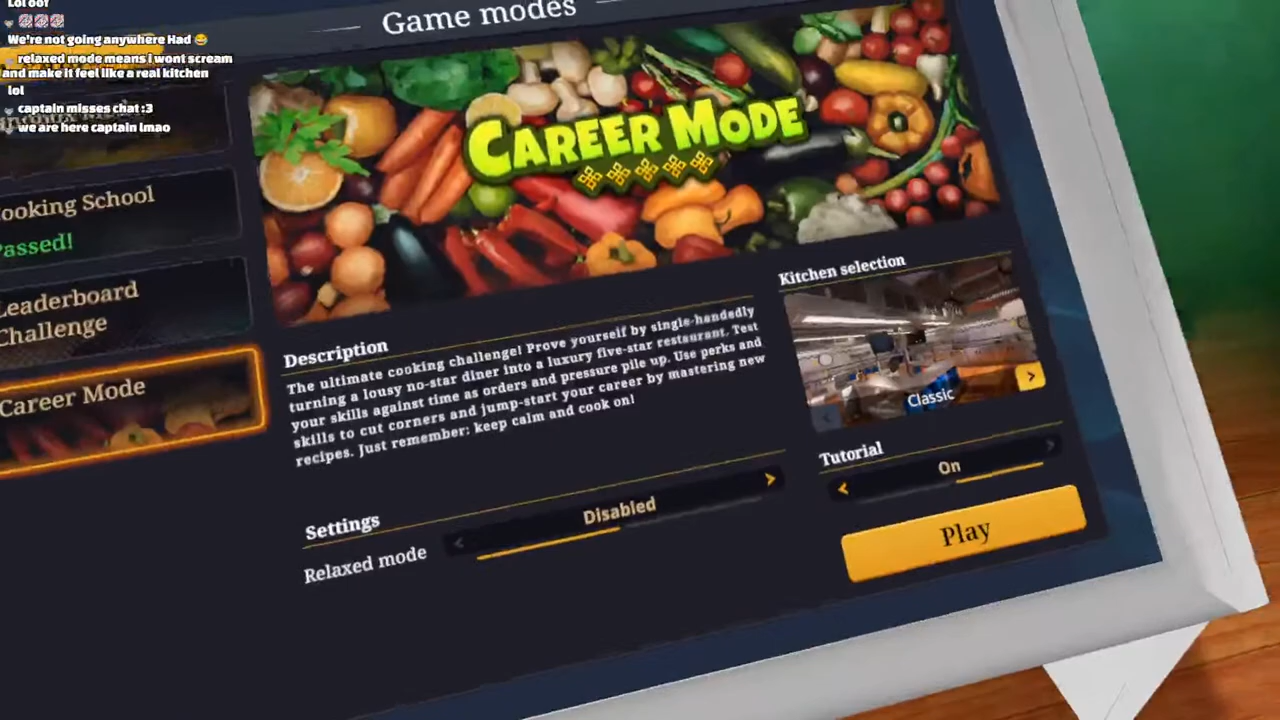 Lol oof
We're not going anywhere Had 😂
relaxed mode means i wont scream
and make it feel like a real kitchen
lol
captain misses chat :3
we are here captain lmao
Game modes
CAREER MODE
ooking School
assed!
Leaderboard
Challenge
Career Mode
Description
The ultimate cooking challenge! Prove yourself by single-handedly
turning a lousy no-star diner into a luxury five-star restaurant. Test
your skills against time as orders and pressure pile up. Use perks and
skills to cut corners and jump-start your career by mastering new
recipes. Just remember: keep calm and cook on!
Settings
Relaxed mode
Disabled
Kitchen selection
Classic
Tutorial
On
Play